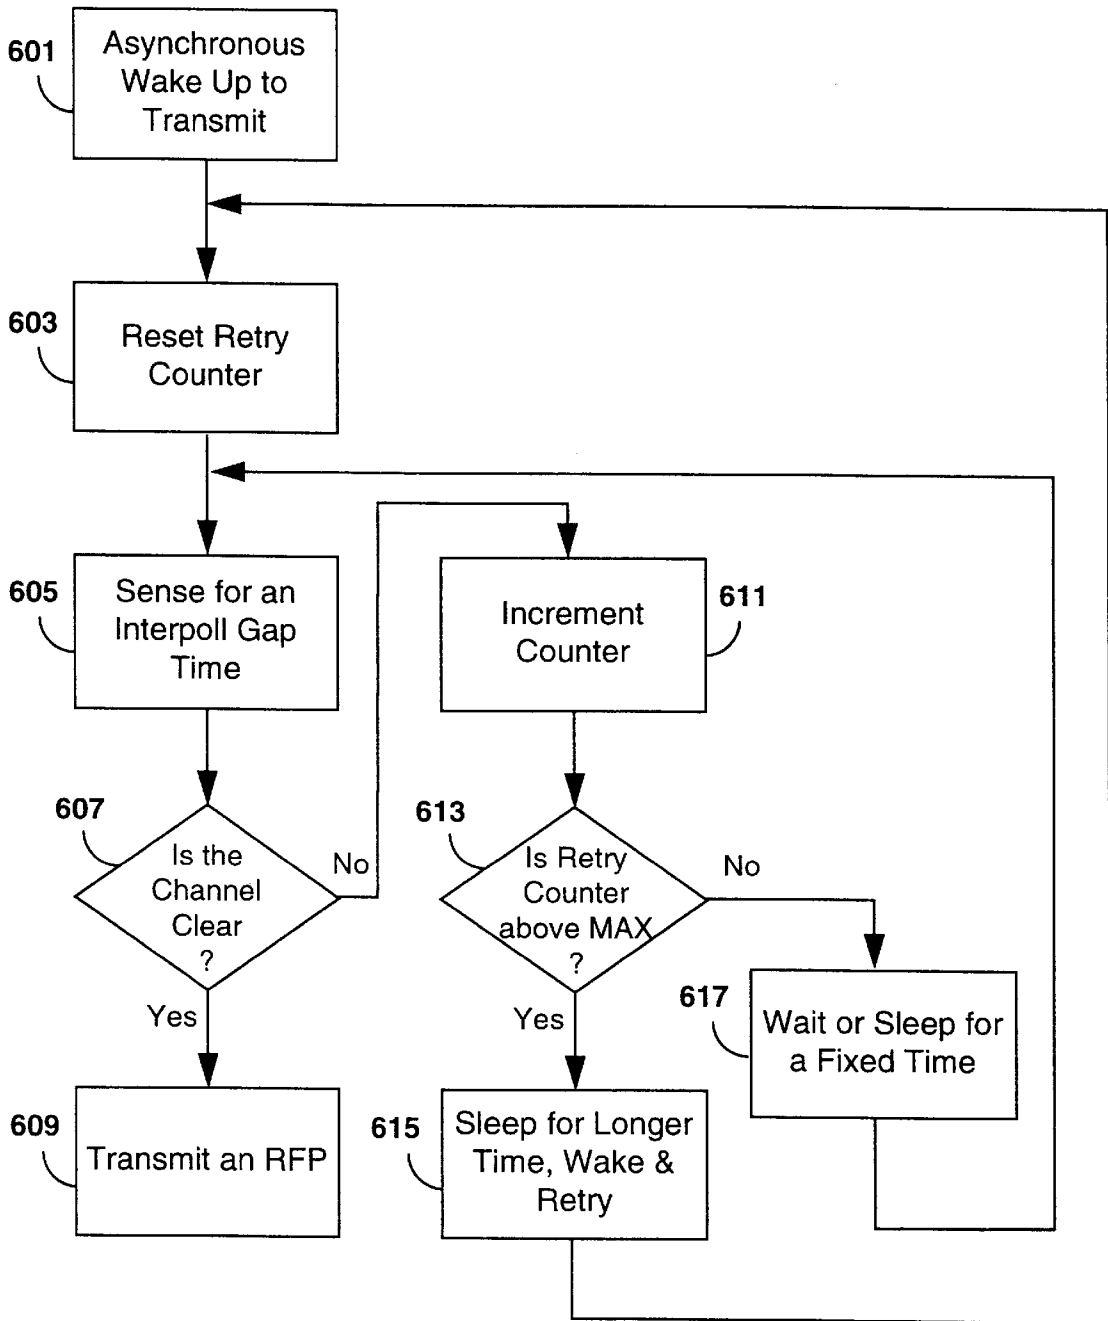 601
Asynchronous
Wake Up to
Transmit
603
Reset Retry
Counter
605
Sense for an
Interpoll Gap
Time
Increment
Counter
611
607
Is the
Channel
Clear
?
No
Yes
613
Is Retry
Counter
above MAX
?
No
Yes
617
Wait or Sleep for
a Fixed Time
609
Transmit an RFP
615
Sleep for Longer
Time, Wake &
Retry